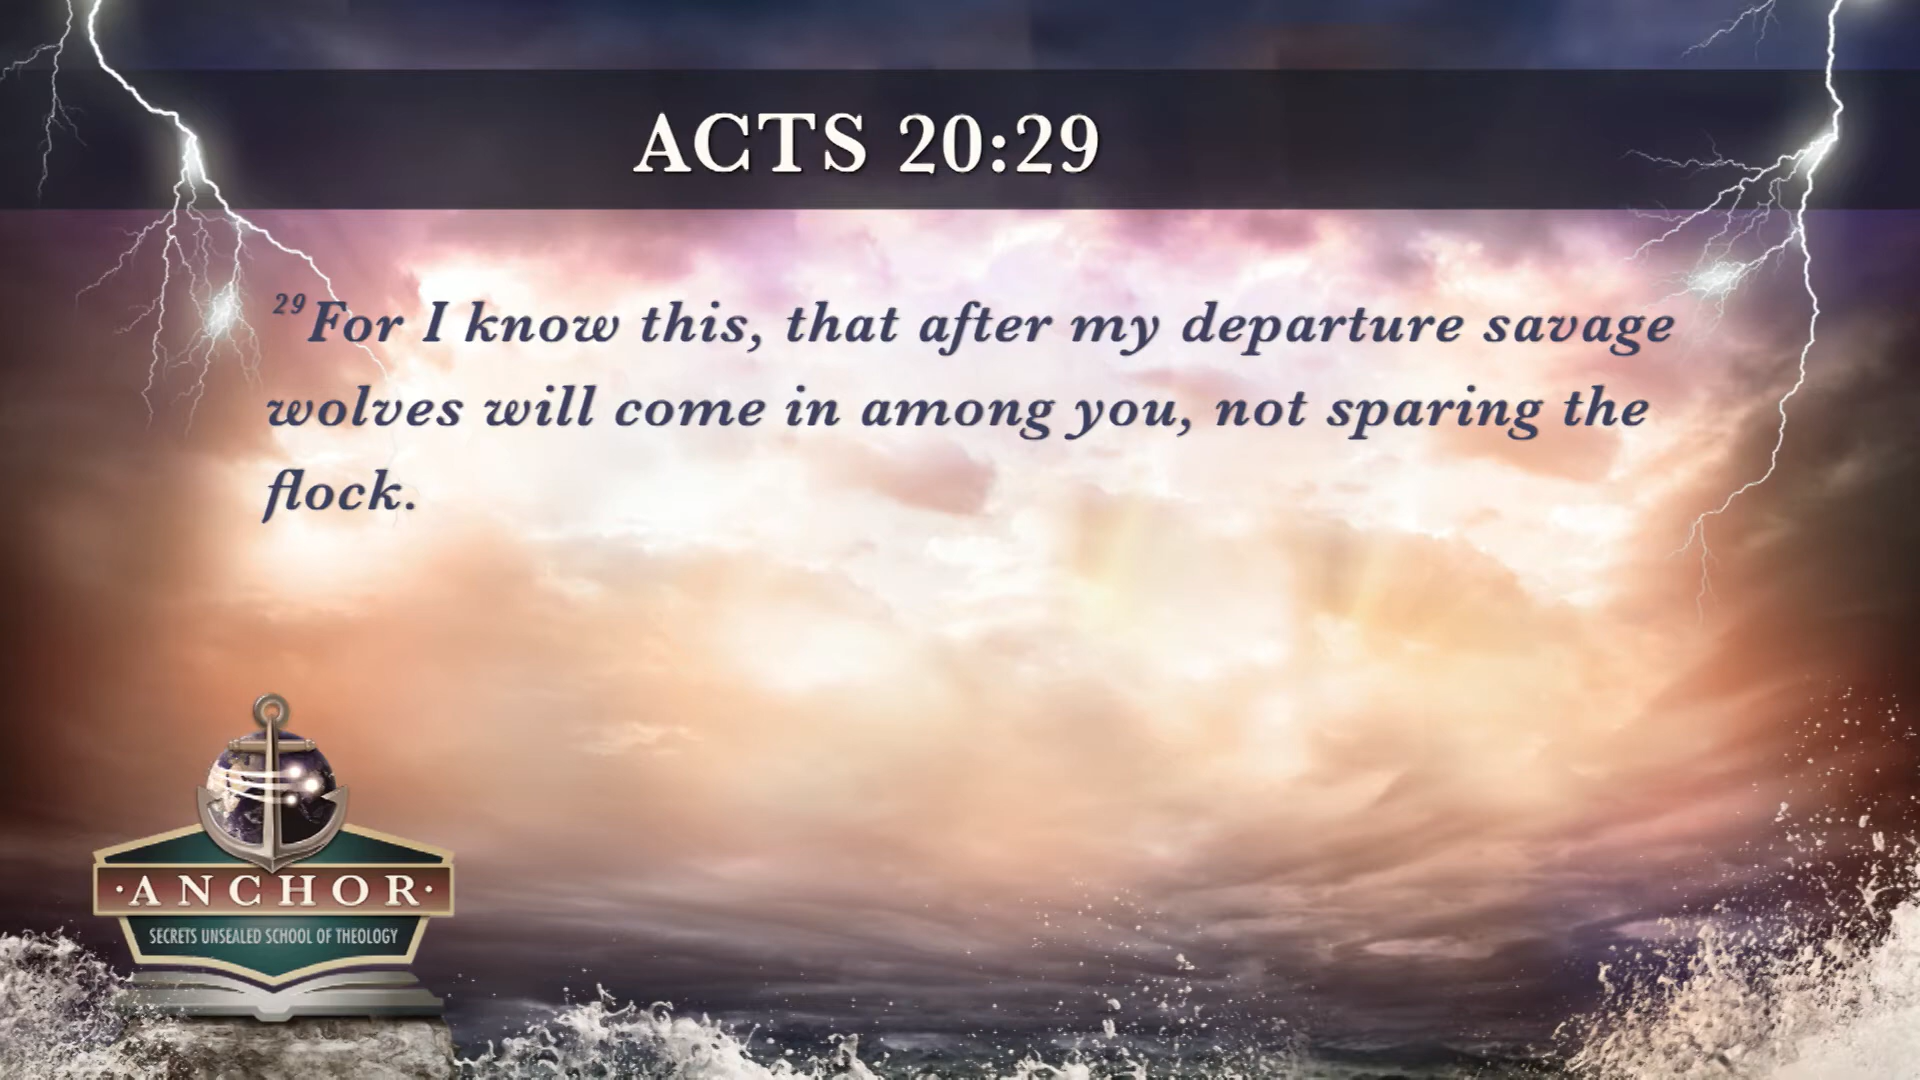 ACTS 20:29
29For I know this, that after my departure savage
wolves will come in among you, not sparing the
flock.
·ANCHOR·
SECRETS UNSEALED SCHOOL OF THEOLOGY